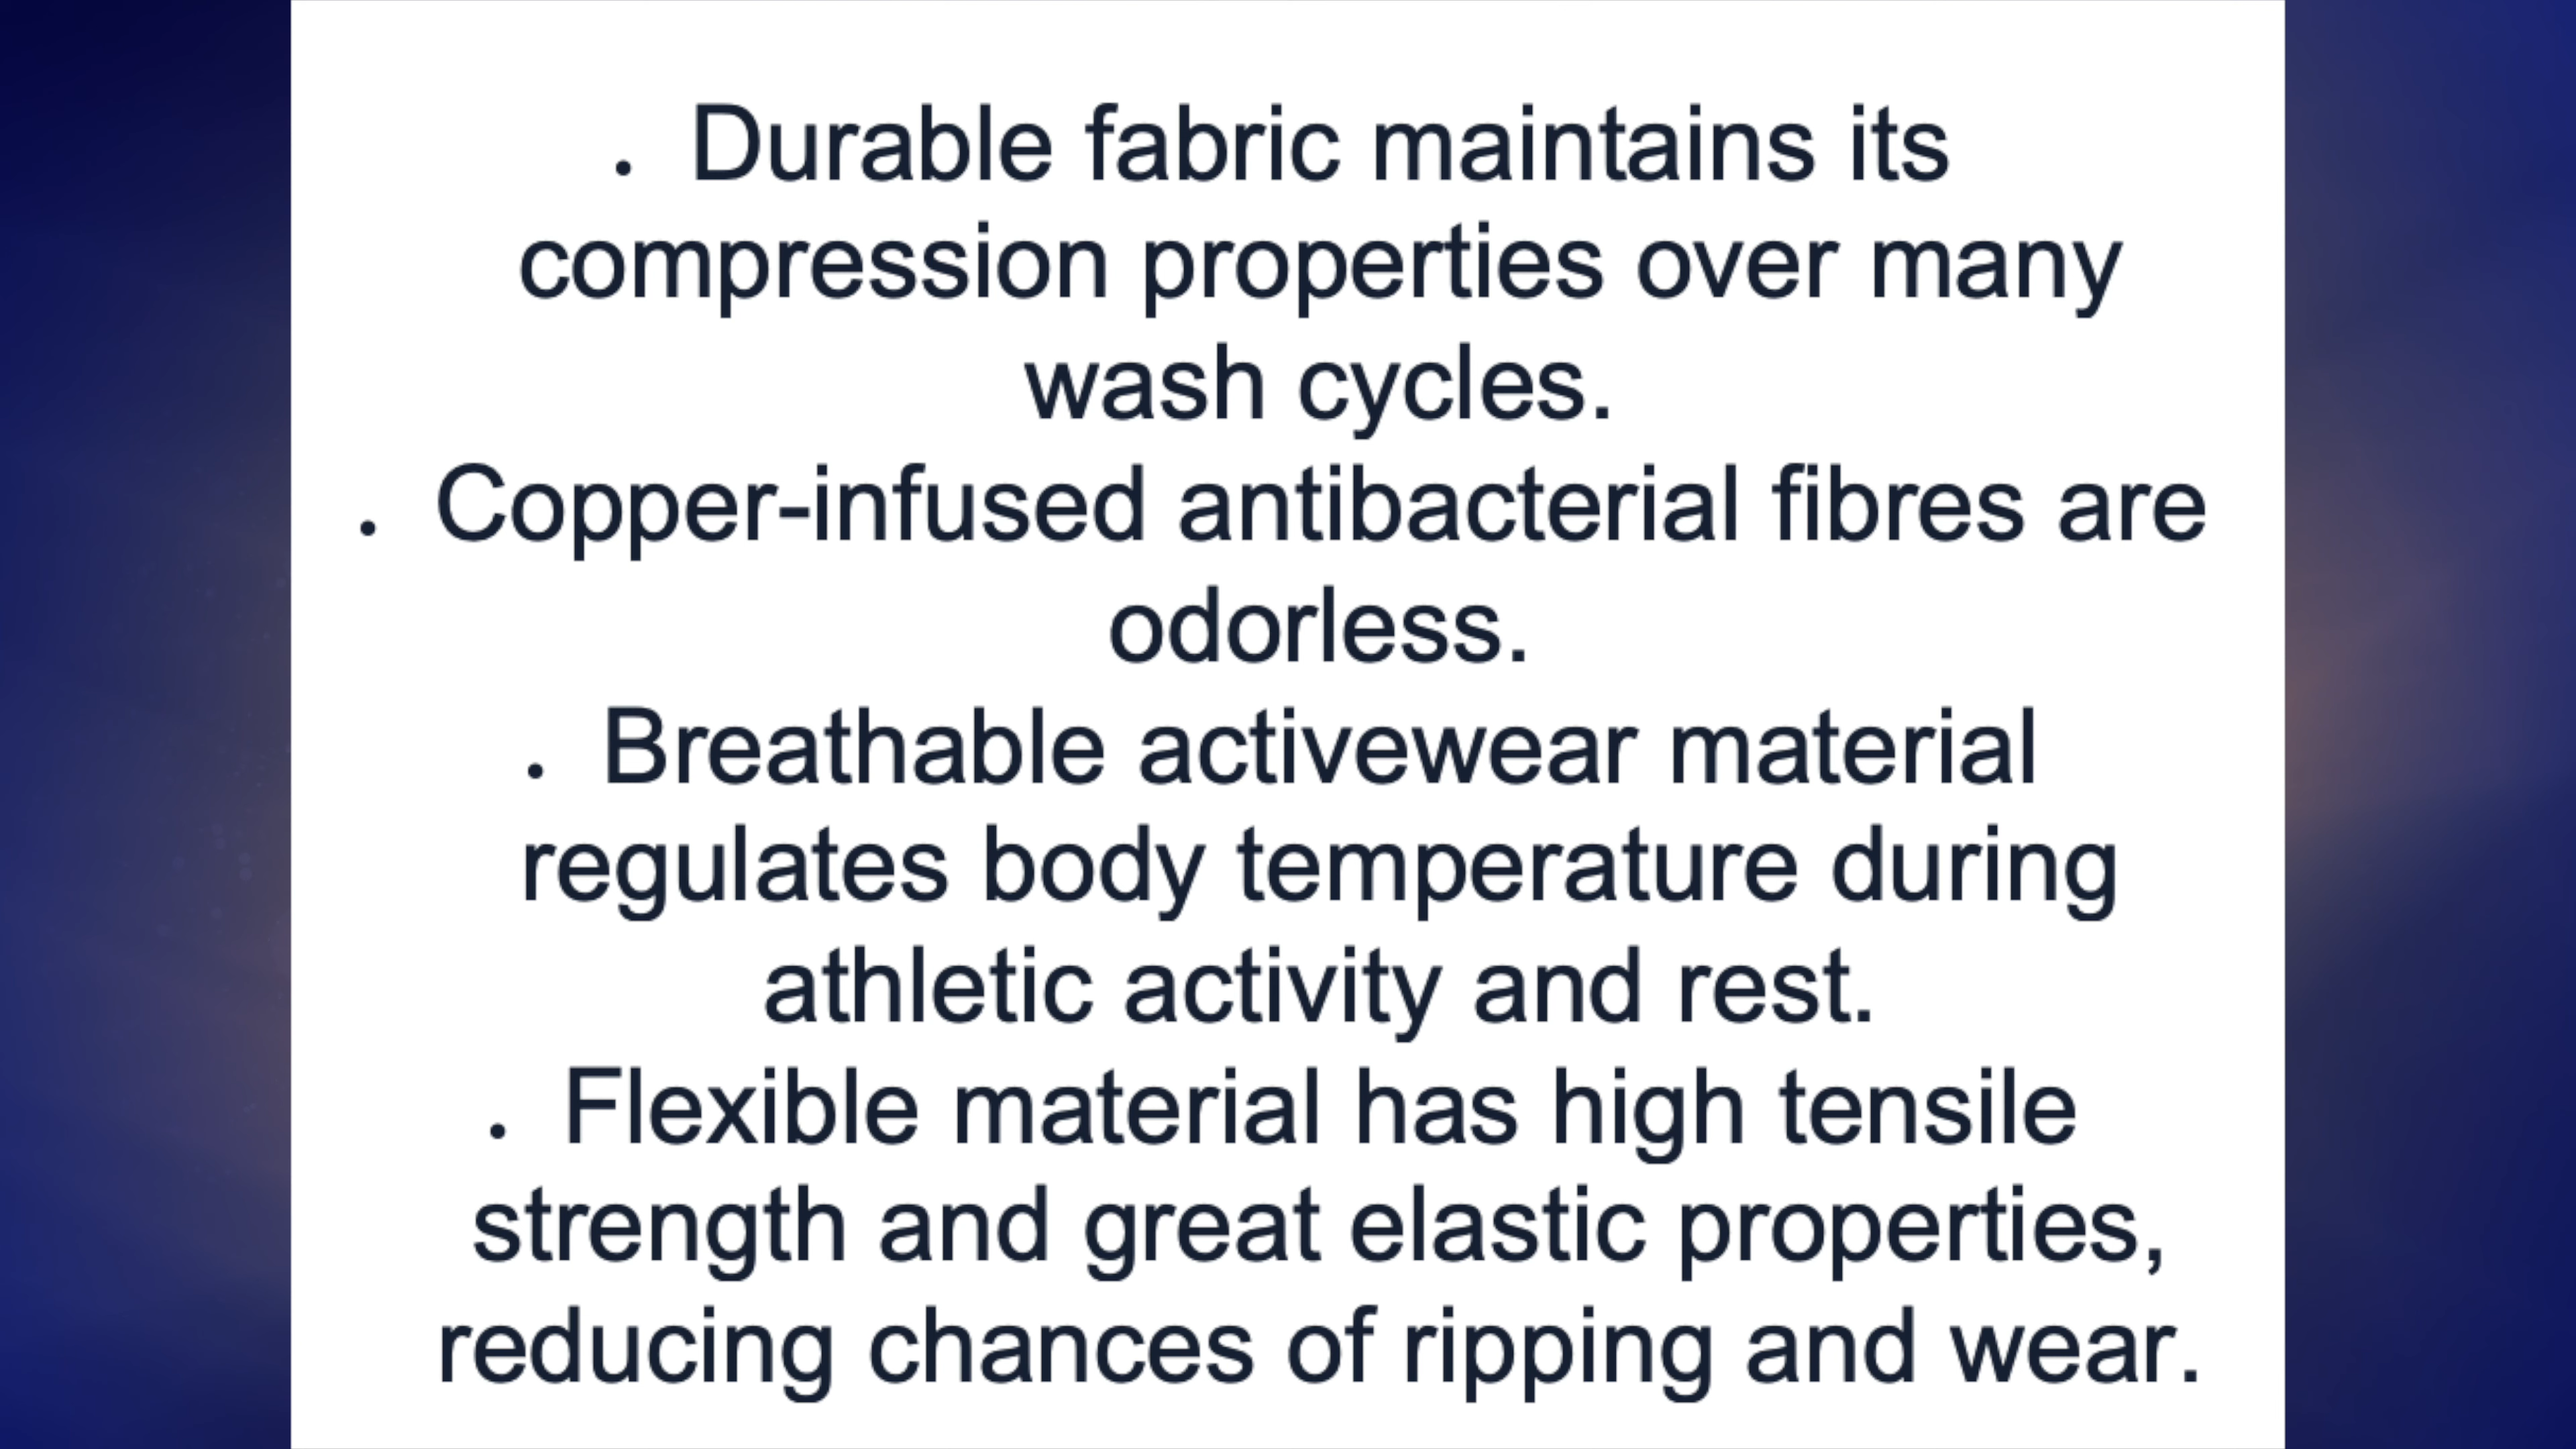 . Durable fabric maintains its
compression properties over many
wash cycles.
. Copper-infused antibacterial fibres are
odorless.
. Breathable activewear material
regulates body temperature during
athletic activity and rest.
. Flexible material has high tensile
strength and great elastic properties,
reducing chances of ripping and wear.